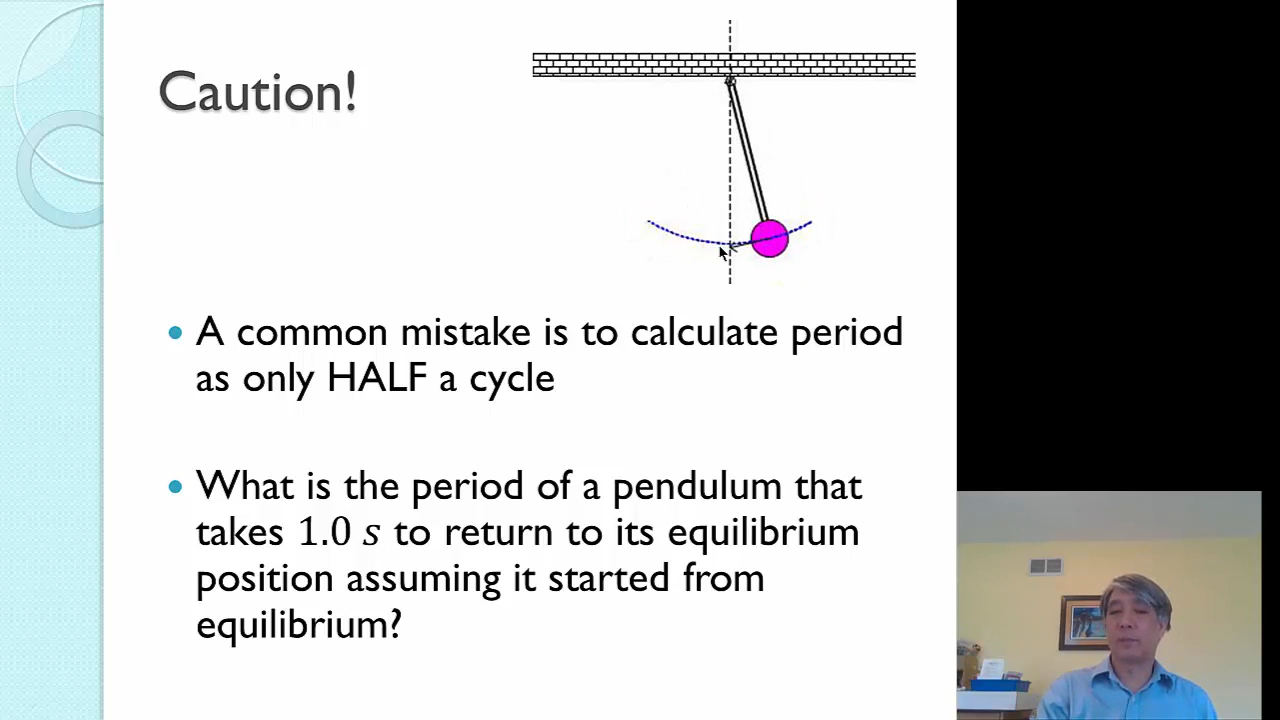 Caution!
A common mistake is to calculate period
as only HALF a cycle
What is the period of a pendulum that
takes 1.0 s to return to its equilibrium
position assuming it started from
equilibrium?